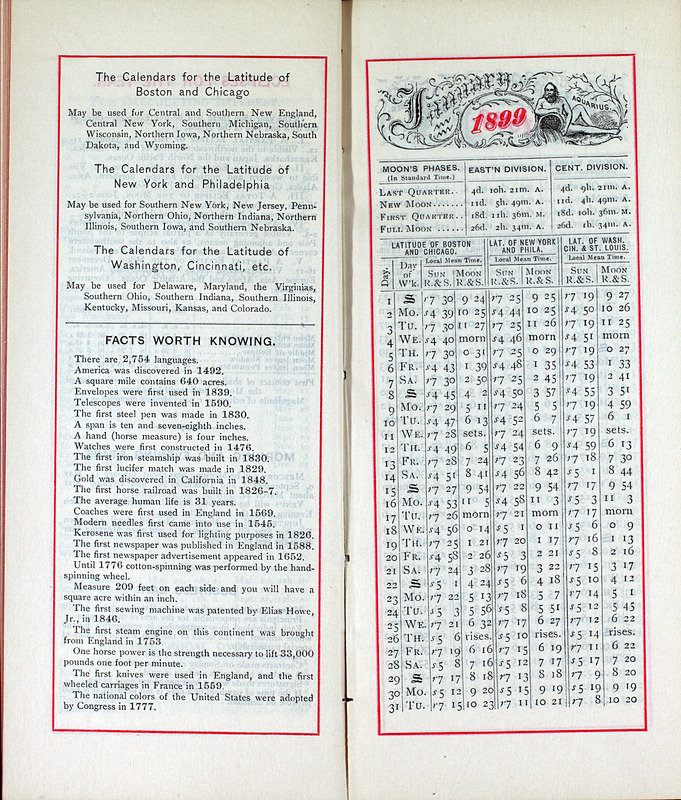 The Calendars for the Latitude of
Boston and Chicago
May be used for Central and Southern New England,
Central New York, Southern Michigan, Southern
Wisconsin, Northern Iowa, Northern Nebraska, South
Dakota, and Wyoming.
The Calendars for the Latitude of
New York and Philadelphia
May be used for Southern New York, New Jersey, Penn-
sylvania, Northern Ohio, Northern Indiana, Northern
Illinois, Southern Iowa, and Southern Nebraska.
The Calendars for the Latitude of
Washington, Cincinnati, etc.
May be used for Delaware, Maryland, the Virginias,
Southern Ohio, Southern Indiana, Southern Illinois,
Kentucky, Missouri, Kansas, and Colorado.
FACTS WORTH KNOWING.
There are 2,754 languages.
America was discovered in 1492.
A square mile contains 640 acres.
Envelopes were first used in 1839.
Telescopes were invented in 1590.
The first steel pen was made in 1830.
A span is ten and seven-eighth inches.
A hand (horse measure) is four inches.
Watches were first constructed in 1476.
The first iron steamship was built in 1830.
The first lucifer match was made in 1829.
Gold was discovered in California in 1848.
The first horse railroad was built in 1826-7.
The average human life is 31 years.
Coaches were first used in England in 1569.
Modern needles first came into use in 1545.
Kerosene was first used for lighting purposes in 1826.
The first newspaper was published in England in 1588.
The first newspaper advertisement appeared in 1652.
Until 1776 cotton-spinning was performed by the hand-
spinning wheel.
Measure 209 feet on each side and you will have a
square acre within an inch.
The first sewing machine was patented by Elias Howe,
Jr., in 1846.
The first steam engine on this continent was brought
from England in 1753
One horse power is the strength necessary to lift 33,000
pounds one foot per minute.
The first knives were used in England, and the first
wheeled carriages in France in 1559
The national colors of the United States were adopted
by Congress in 1777.
January
1899
AQUARIUS.
MOON'S PHASES. EAST'N DIVISION. CENT. DIVISION.
(In Standard Time.)
LAST QUARTER.. 4d. 10h. 21m. A. 4d. 9h. 21m. A.
NEW MOON...... 11d. 5h. 49m. A. 11d. 4h. 49m. A.
FIRST QUARTER.. 18d. 11h. 36m. M. 18d. 10h. 36m. M.
FULL MOON...... 26d. 2h. 34m. A. 26d. 1h. 34m. A.
LATITUDE OF BOSTON AND CHICAGO. LAT. OF NEW YORK AND PHILA. LAT. OF WASH. CIN. & ST. LOUIS.
Local Mean Time. Local Mean Time. Local Mean Time.
Day. Day of W'k. SUN R.&S. MOON R.&S. SUN R.&S. MOON R.&S. SUN R.&S. MOON R.&S.
1 S r7 30 9 24 r7 25 9 25 r7 19 9 27
2 MO. s4 39 10 25 s4 44 10 25 s4 50 10 26
3 TU. r7 30 11 27 r7 25 11 26 r7 19 11 25
4 WE. s4 40 morn s4 46 morn s4 51 morn
5 TH. r7 30 0 31 r7 25 0 29 r7 19 0 27
6 FR. s4 43 1 39 s4 48 1 35 s4 53 1 33
7 SA. r7 30 2 50 r7 25 2 45 r7 19 2 41
8 S s4 45 4 2 s4 50 3 57 s4 55 3 51
9 MO. r7 29 5 11 r7 24 5 5 r7 19 4 59
10 TU. s4 47 6 13 s4 52 6 7 s4 57 6 1
11 WE. r7 28 sets. r7 24 sets. r7 19 sets.
12 TH. s4 49 6 5 s4 54 6 9 s4 59 6 13
13 FR. r7 28 7 24 r7 23 7 26 r7 18 7 30
14 SA. s4 51 8 41 s4 56 8 42 s5 1 8 44
15 S r7 27 9 54 r7 22 9 54 r7 17 9 54
16 MO. s4 53 11 5 s4 58 11 3 s5 3 11 3
17 TU. r7 26 morn r7 21 morn r7 17 morn
18 WE. s4 56 0 14 s5 1 0 11 s5 6 0 9
19 TH. r7 25 1 21 r7 20 1 17 r7 16 1 13
20 FR. s4 58 2 26 s5 3 2 21 s5 8 2 16
21 SA. r7 24 3 28 r7 19 3 22 r7 15 3 17
22 S s5 1 4 24 s5 6 4 18 s5 10 4 12
23 MO. r7 22 5 13 r7 18 5 7 r7 14 5 1
24 TU. s5 3 5 56 s5 8 5 51 s5 12 5 45
25 WE. r7 21 6 32 r7 17 6 27 r7 12 6 22
26 TH. s5 6 rises. s5 10 rises. s5 14 rises.
27 FR. r7 19 6 16 r7 15 6 19 r7 11 6 22
28 SA. s5 8 7 16 s5 12 7 17 s5 17 7 20
29 S r7 17 8 18 r7 13 8 18 r7 9 8 20
30 MO. s5 12 9 20 s5 15 9 19 s5 19 9 19
31 TU. r7 15 10 23 r7 11 10 21 r7 8 10 20